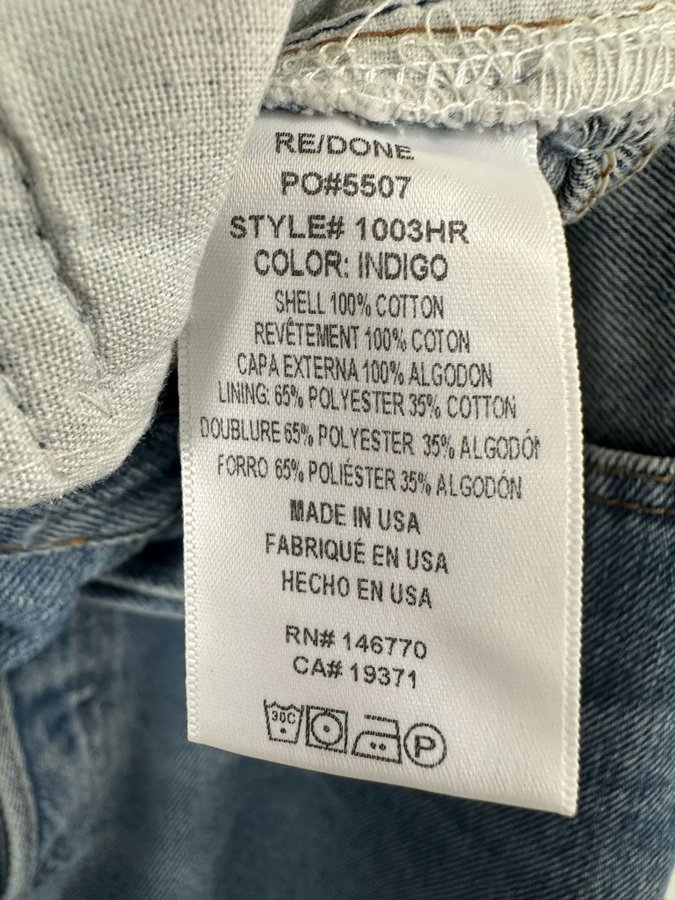 RE/DONE
PO#5507
STYLE# 1003HR
COLOR: INDIGO
SHELL 100% COTTON
REVÊTEMENT 100% COTON
CAPA EXTERNA 100% ALGODON
LINING: 65% POLYESTER 35% COTTON
DOUBLURE 65% POLYESTER 35% ALGODÓN
FORRO 65% POLIÉSTER 35% ALGODÓN
MADE IN USA
FABRIQUÉ EN USA
HECHO EN USA
RN# 146770
CA# 19371
30C P